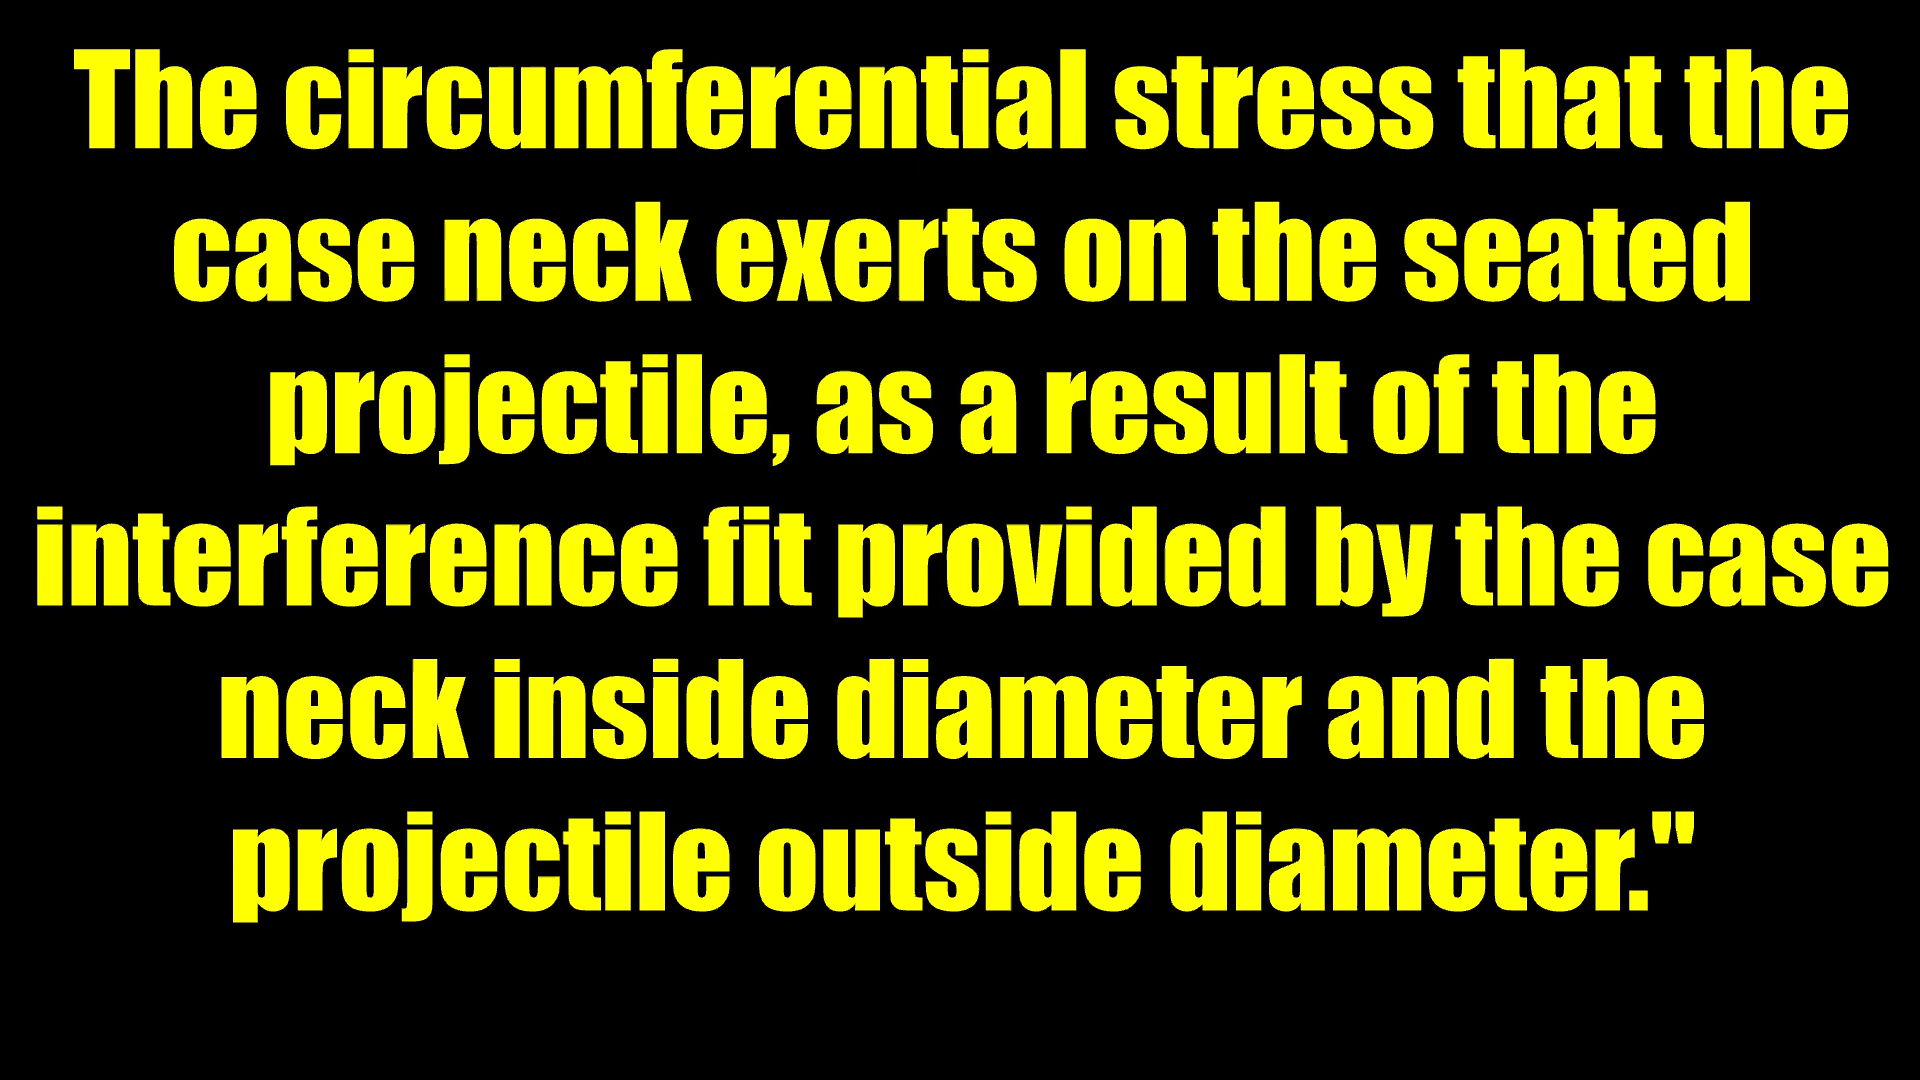 The circumferential stress that the
case neck exerts on the seated
projectile, as a result of the
interference fit provided by the case
neck inside diameter and the
projectile outside diameter."